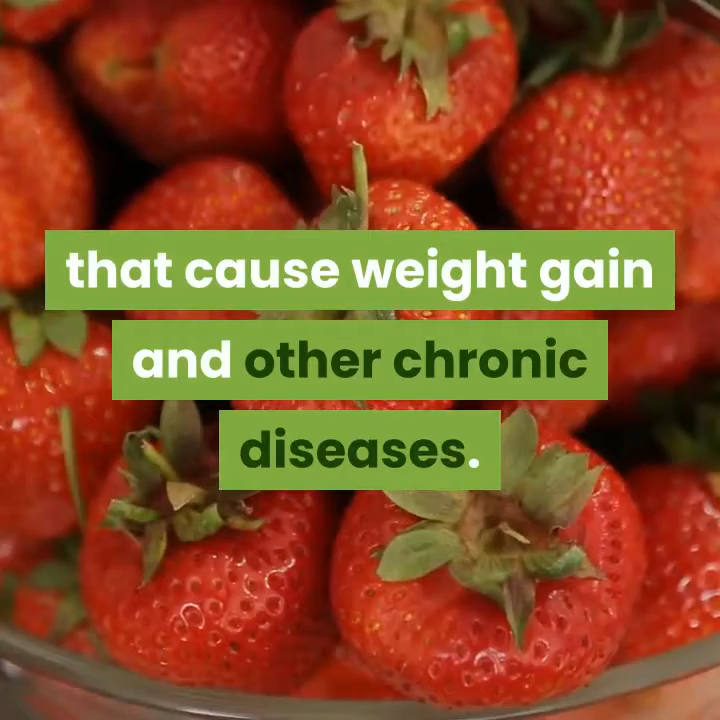 that cause weight gain
and other chronic
diseases.